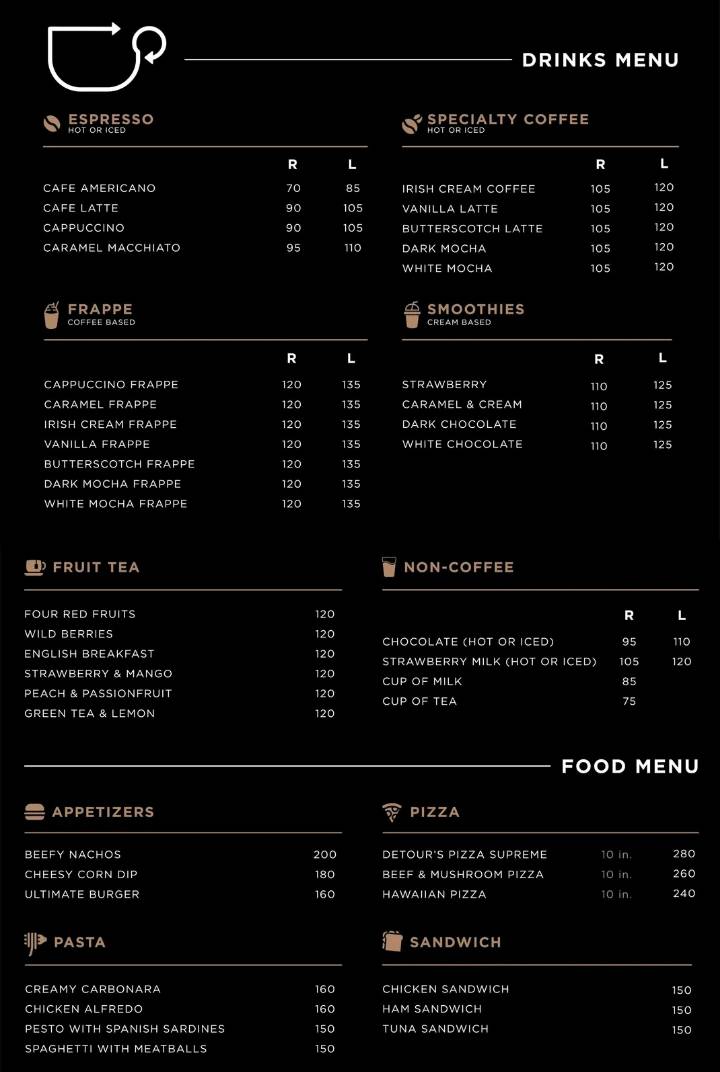 DRINKS MENU
ESPRESSO
HOT OR ICED
R L
CAFE AMERICANO 70 85
CAFE LATTE 90 105
CAPPUCCINO 90 105
CARAMEL MACCHIATO 95 110
SPECIALTY COFFEE
HOT OR ICED
R L
IRISH CREAM COFFEE 105 120
VANILLA LATTE 105 120
BUTTERSCOTCH LATTE 105 120
DARK MOCHA 105 120
WHITE MOCHA 105 120
FRAPPE
COFFEE BASED
R L
CAPPUCCINO FRAPPE 120 135
CARAMEL FRAPPE 120 135
IRISH CREAM FRAPPE 120 135
VANILLA FRAPPE 120 135
BUTTERSCOTCH FRAPPE 120 135
DARK MOCHA FRAPPE 120 135
WHITE MOCHA FRAPPE 120 135
SMOOTHIES
CREAM BASED
R L
STRAWBERRY 110 125
CARAMEL & CREAM 110 125
DARK CHOCOLATE 110 125
WHITE CHOCOLATE 110 125
FRUIT TEA
FOUR RED FRUITS 120
WILD BERRIES 120
ENGLISH BREAKFAST 120
STRAWBERRY & MANGO 120
PEACH & PASSIONFRUIT 120
GREEN TEA & LEMON 120
NON-COFFEE
R L
CHOCOLATE (HOT OR ICED) 95 110
STRAWBERRY MILK (HOT OR ICED) 105 120
CUP OF MILK 85
CUP OF TEA 75
FOOD MENU
APPETIZERS
BEEFY NACHOS 200
CHEESY CORN DIP 180
ULTIMATE BURGER 160
PIZZA
DETOUR'S PIZZA SUPREME 10 in. 280
BEEF & MUSHROOM PIZZA 10 in. 260
HAWAIIAN PIZZA 10 in. 240
PASTA
CREAMY CARBONARA 160
CHICKEN ALFREDO 160
PESTO WITH SPANISH SARDINES 150
SPAGHETTI WITH MEATBALLS 150
SANDWICH
CHICKEN SANDWICH 150
HAM SANDWICH 150
TUNA SANDWICH 150